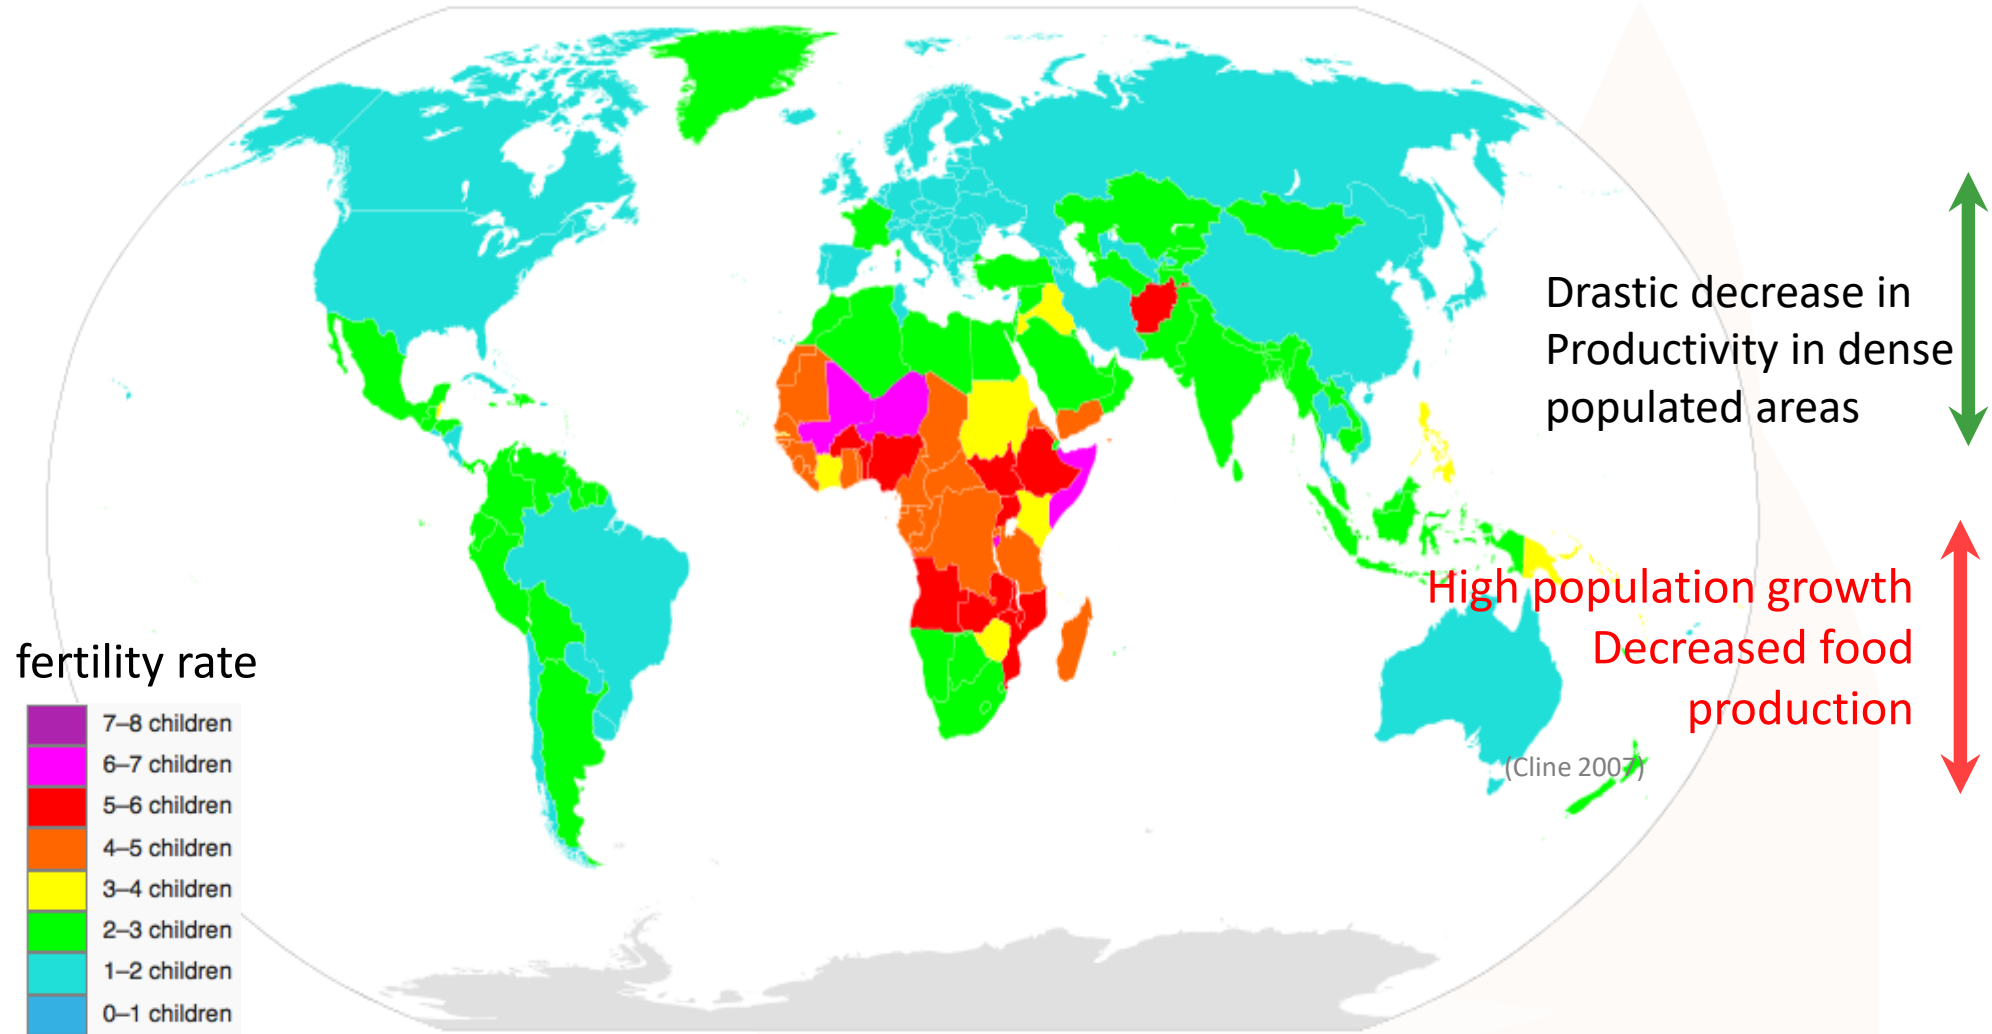 Drastic decrease in
Productivity in dense
populated areas
High population growth
Decreased food
production
(Cline 2007)
fertility rate
7–8 children
6–7 children
5–6 children
4–5 children
3–4 children
2–3 children
1–2 children
0–1 children